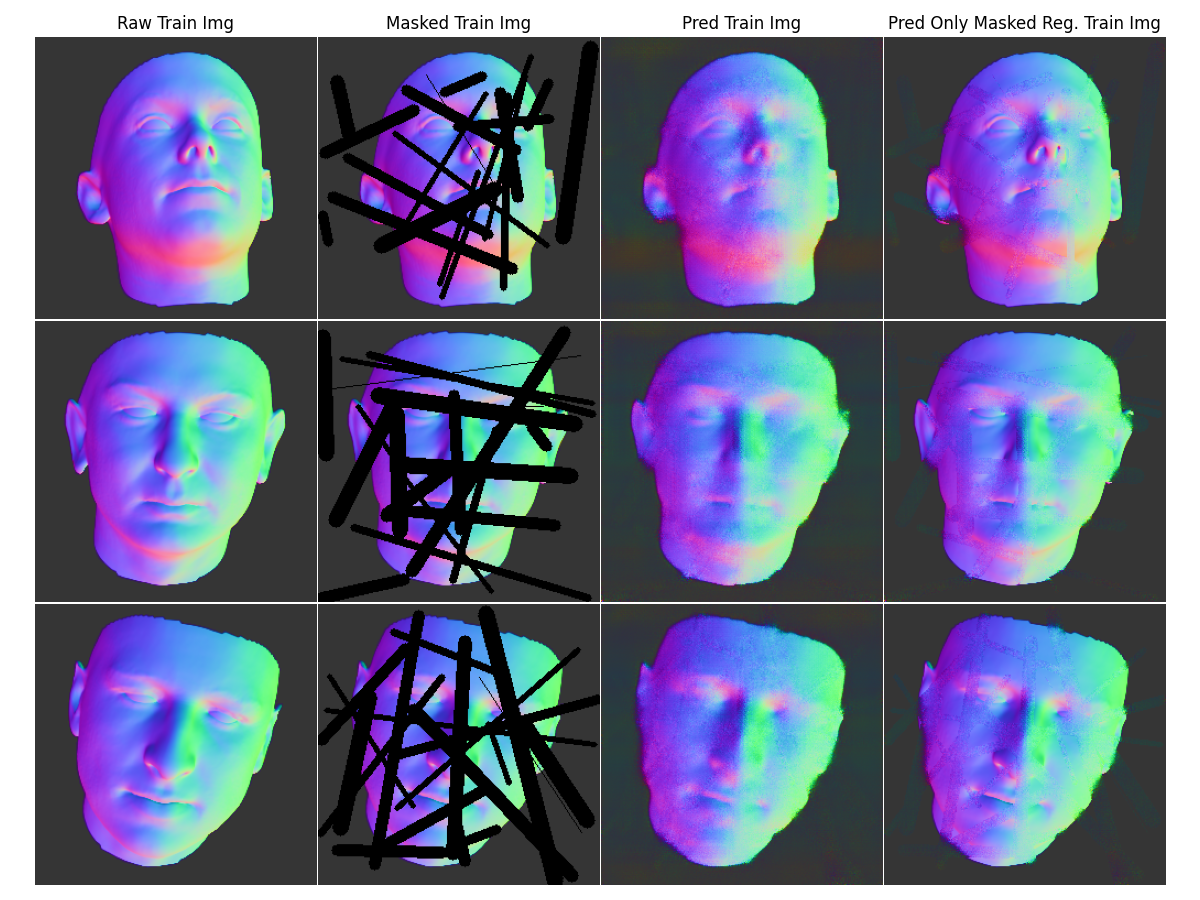 Raw Train Img
Masked Train Img
Pred Train Img
Pred Only Masked Reg. Train Img